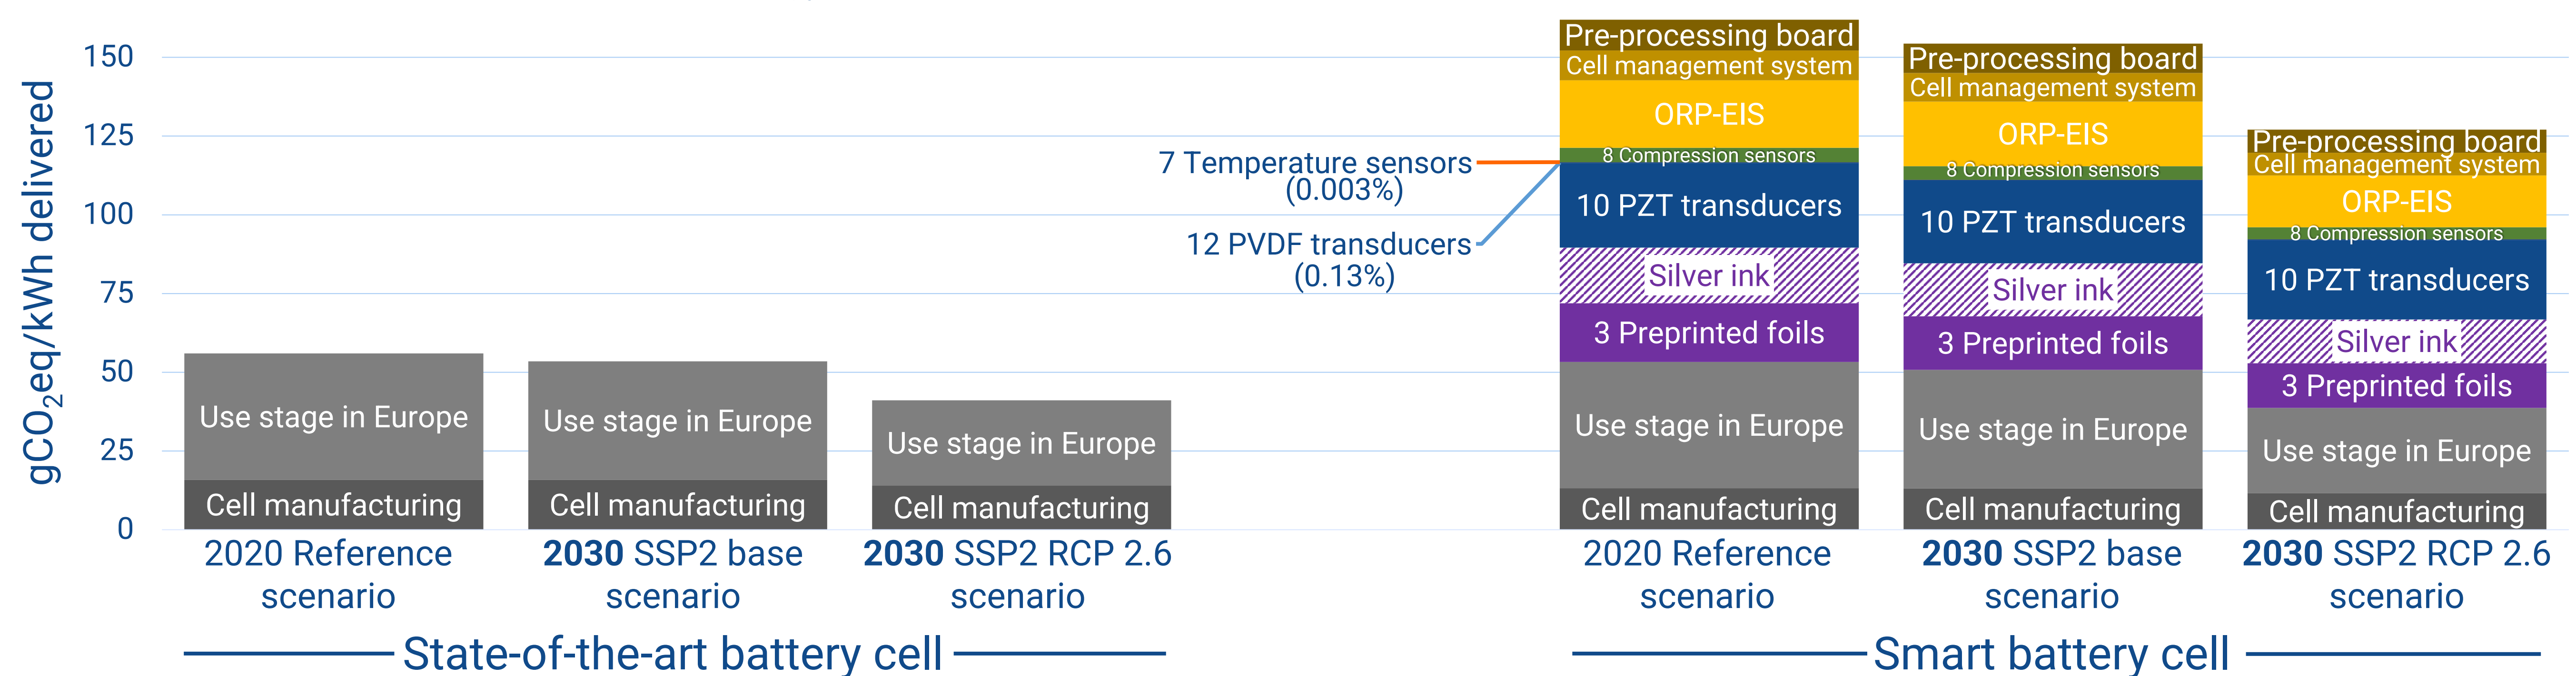 gCO₂eq/kWh delivered
150
125
100
75
50
25
0
Use stage in Europe
Cell manufacturing
2020 Reference
scenario
Use stage in Europe
Cell manufacturing
2030 SSP2 base
scenario
Use stage in Europe
Cell manufacturing
2030 SSP2 RCP 2.6
scenario
State-of-the-art battery cell
7 Temperature sensors
(0.003%)
12 PVDF transducers
(0.13%)
Pre-processing board
Cell management system
ORP-EIS
8 Compression sensors
10 PZT transducers
Silver ink
3 Preprinted foils
Use stage in Europe
Cell manufacturing
2020 Reference
scenario
Pre-processing board
Cell management system
ORP-EIS
8 Compression sensors
10 PZT transducers
Silver ink
3 Preprinted foils
Use stage in Europe
Cell manufacturing
2030 SSP2 base
scenario
Pre-processing board
Cell management system
ORP-EIS
8 Compression sensors
10 PZT transducers
Silver ink
3 Preprinted foils
Use stage in Europe
Cell manufacturing
2030 SSP2 RCP 2.6
scenario
Smart battery cell